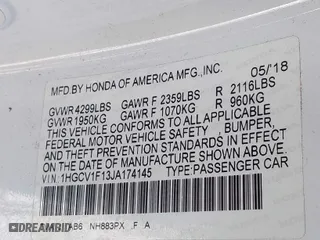 MFD.BY HONDA OF AMERICA MFG.,INC. 05/'18
GVWR 4299LBS GAWR F 2359LBS R 2116LBS
GVWR 1950KG GAWR F 1070KG R 960KG
THIS VEHICLE CONFORMS TO ALL APPLICABLE
FEDERAL MOTOR VEHICLE SAFETY , BUMPER,
AND THEFT PREVENTION STANDARDS IN EFFECT
ON THE DATE OF MANUFACTURE SHOWN ABOVE.
VIN: 1HGCV1F13JA174145 TYPE:PASSENGER CAR
AB6 NH883PX F A
DREAMBID